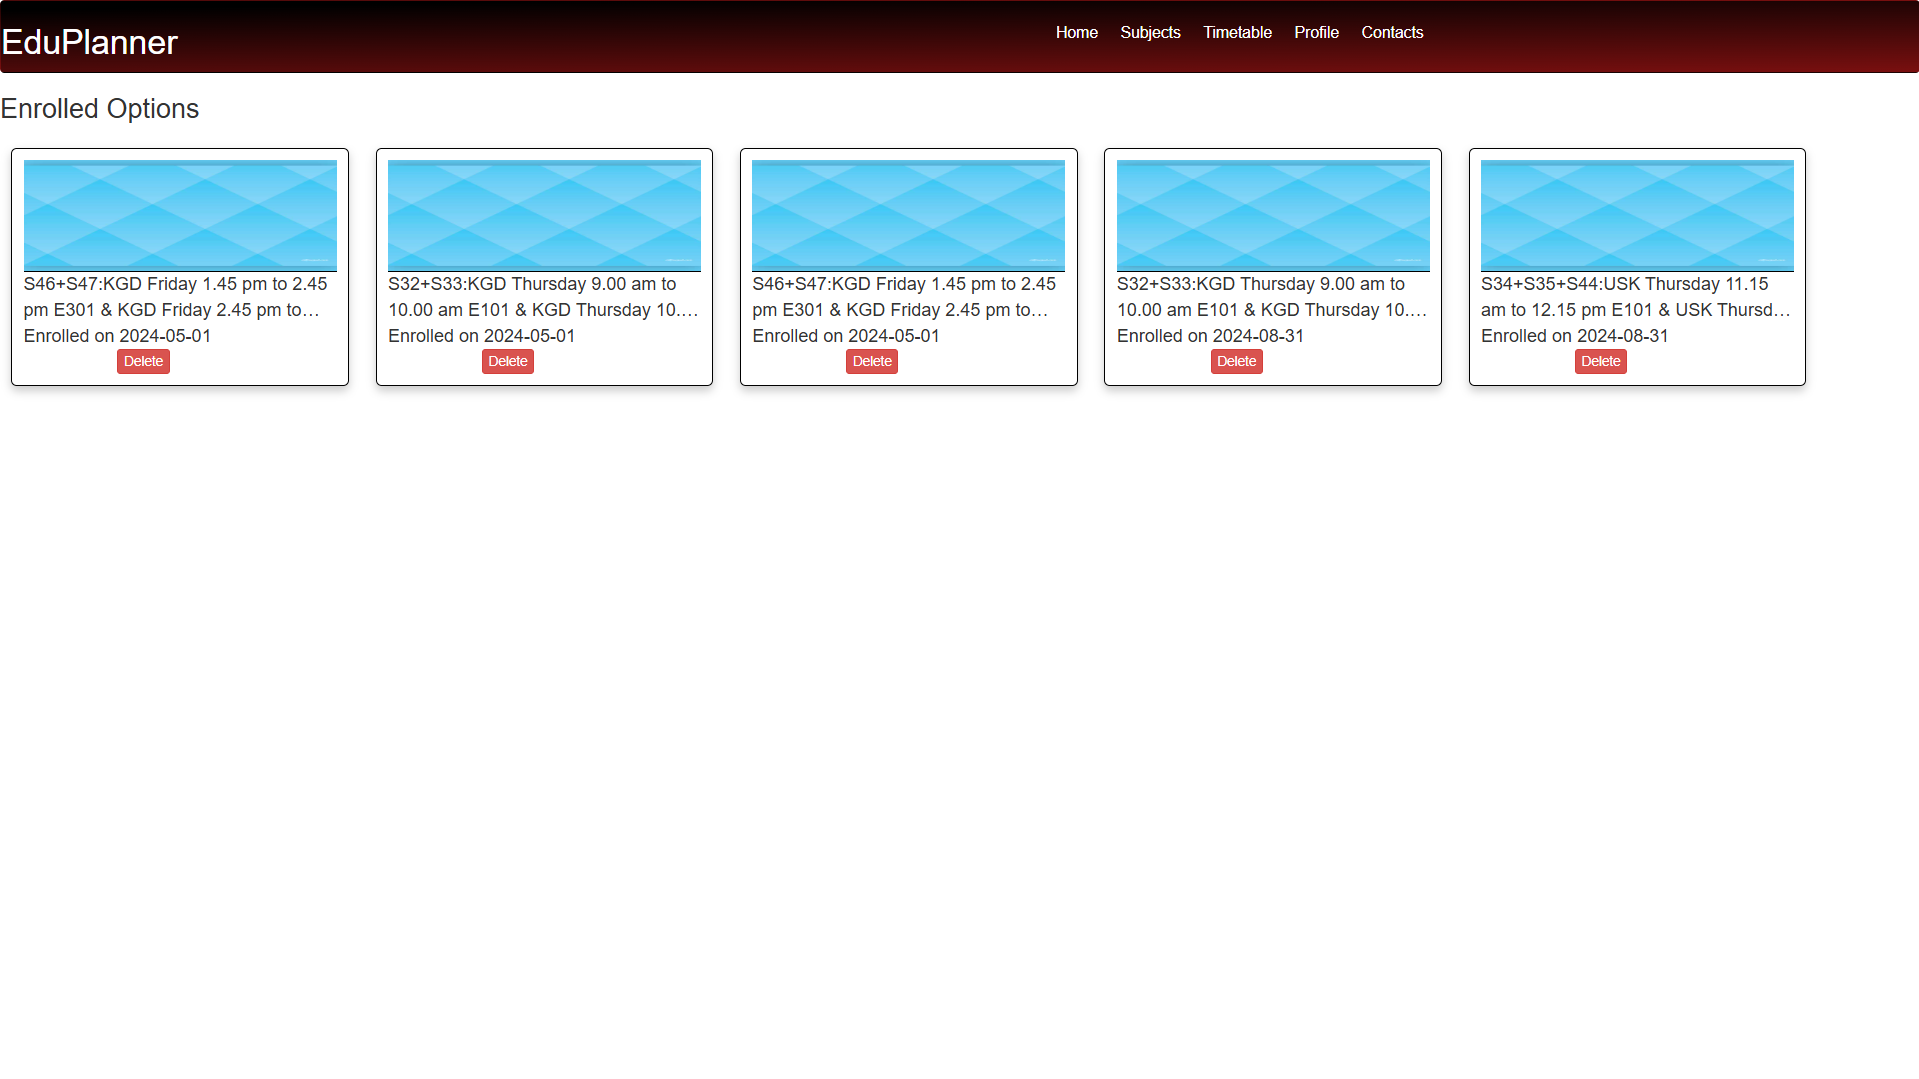 EduPlanner
Home Subjects Timetable Profile Contacts
Enrolled Options
S46+S47:KGD Friday 1.45 pm to 2.45
pm E301 & KGD Friday 2.45 pm to…
Enrolled on 2024-05-01
Delete
S32+S33:KGD Thursday 9.00 am to
10.00 am E101 & KGD Thursday 10.…
Enrolled on 2024-05-01
Delete
S46+S47:KGD Friday 1.45 pm to 2.45
pm E301 & KGD Friday 2.45 pm to…
Enrolled on 2024-05-01
Delete
S32+S33:KGD Thursday 9.00 am to
10.00 am E101 & KGD Thursday 10.…
Enrolled on 2024-08-31
Delete
S34+S35+S44:USK Thursday 11.15
am to 12.15 pm E101 & USK Thursd…
Enrolled on 2024-08-31
Delete